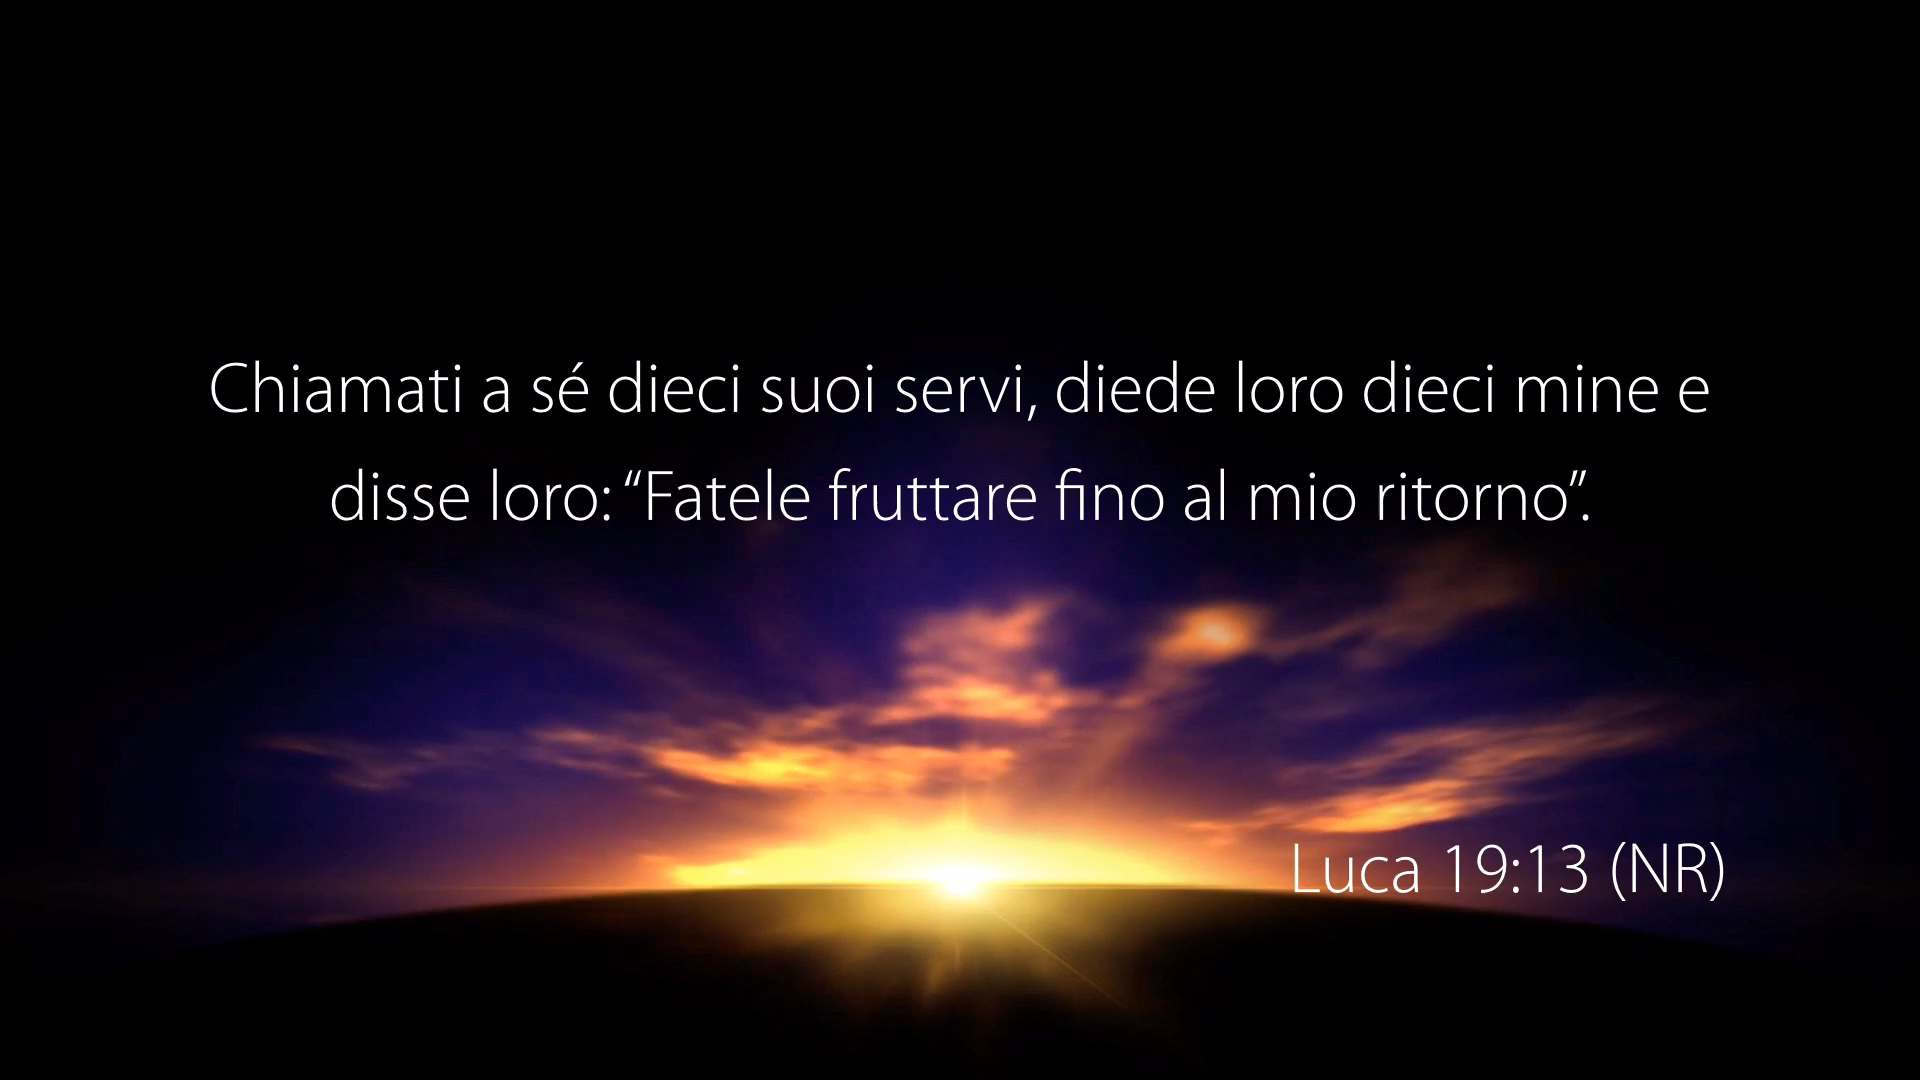 Chiamati a sé dieci suoi servi, diede loro dieci mine e
disse loro: “Fatele fruttare fino al mio ritorno”.
Luca 19:13 (NR)